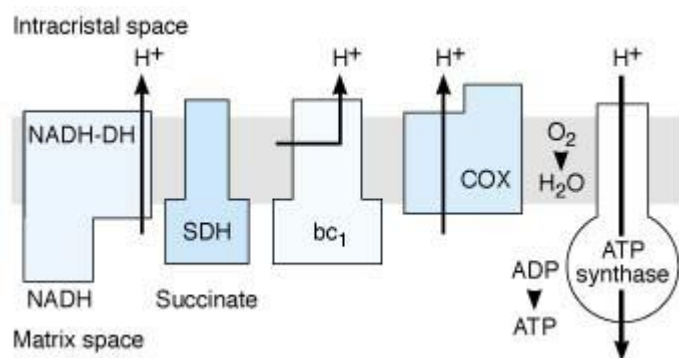 Intracristal space
H+
H+
H+
H+
NADH-DH
O2
H2O
COX
SDH
bc1
ATP
synthase
ADP
ATP
NADH
Succinate
Matrix space